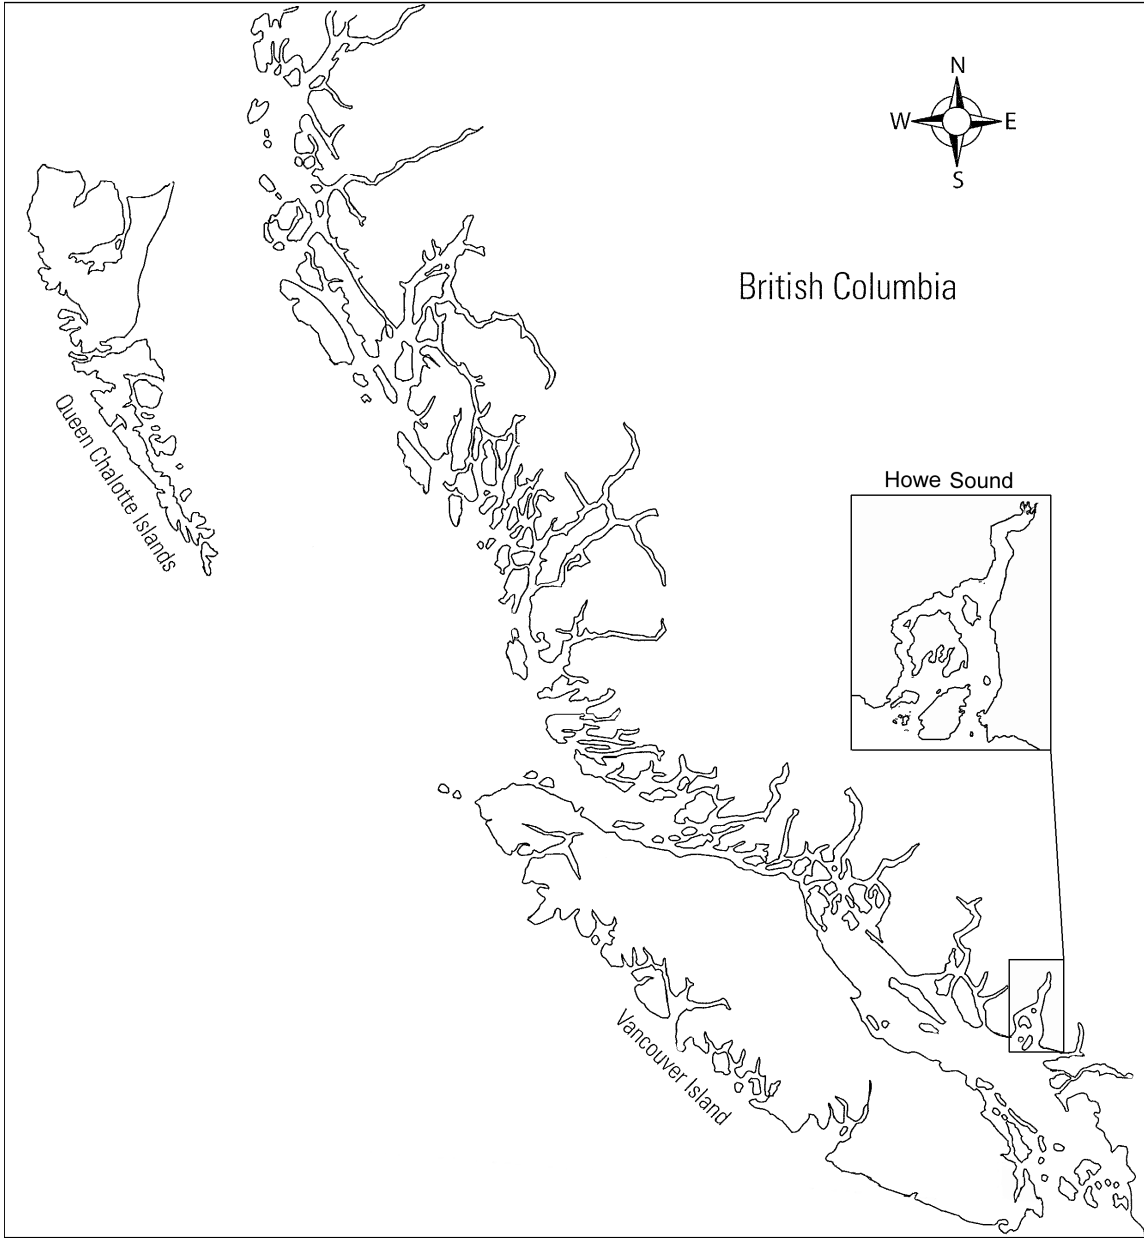 N
W E
S
British Columbia
Queen Chalotte Islands
Howe Sound
Vancouver Island